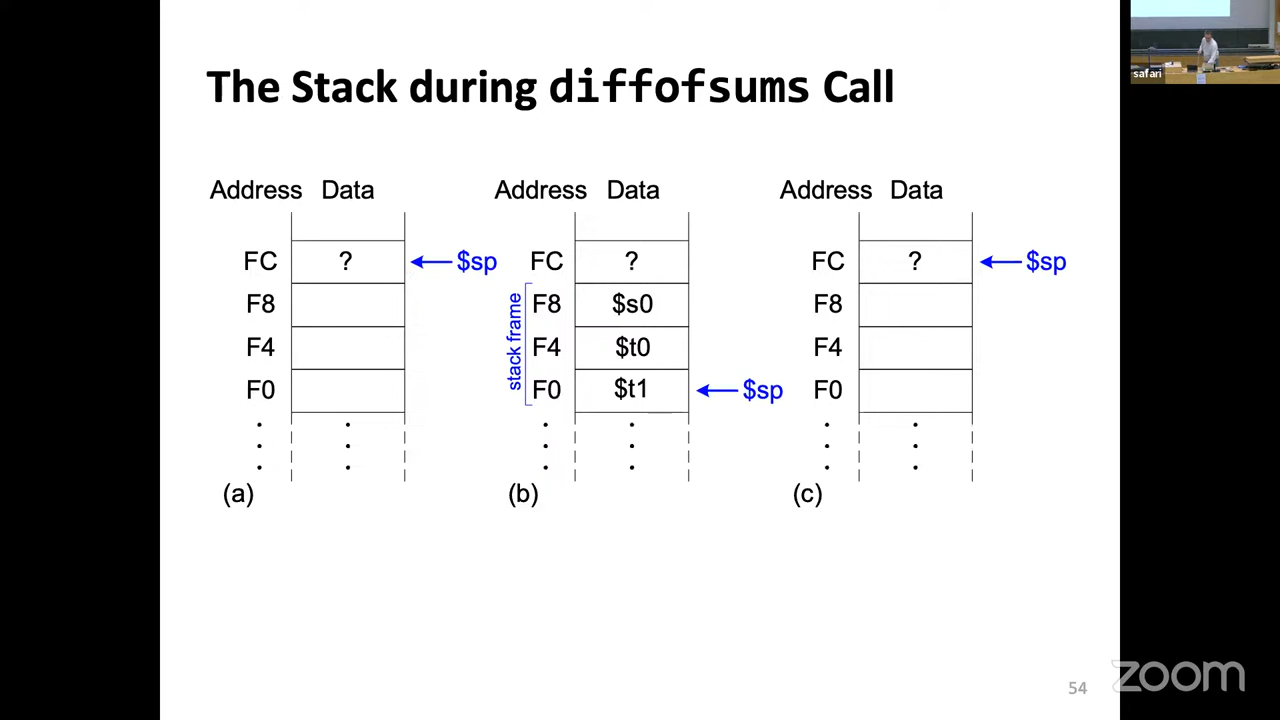 safari
The Stack during diffofsums Call
Address Data Address Data Address Data
FC ? $sp FC ? FC ? $sp
F8 F8 $s0 F8
F4 F4 $t0 F4
F0 F0 $t1 $sp F0
stack frame
(a) (b) (c)
54
zoom